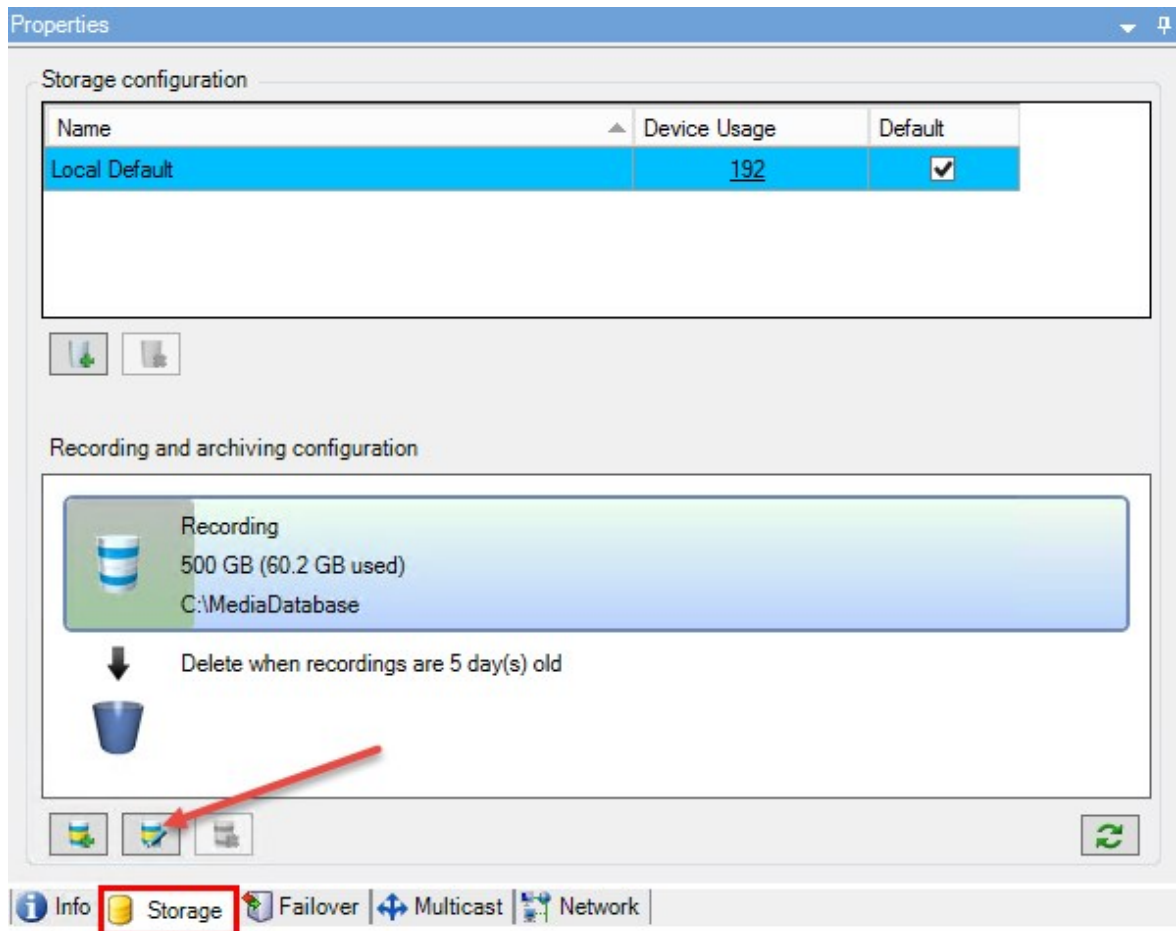 Properties
Storage configuration
Name Device Usage Default
Local Default 192
Recording and archiving configuration
Recording
500 GB (60.2 GB used)
C:\MediaDatabase
Delete when recordings are 5 day(s) old
Info Storage Failover Multicast Network